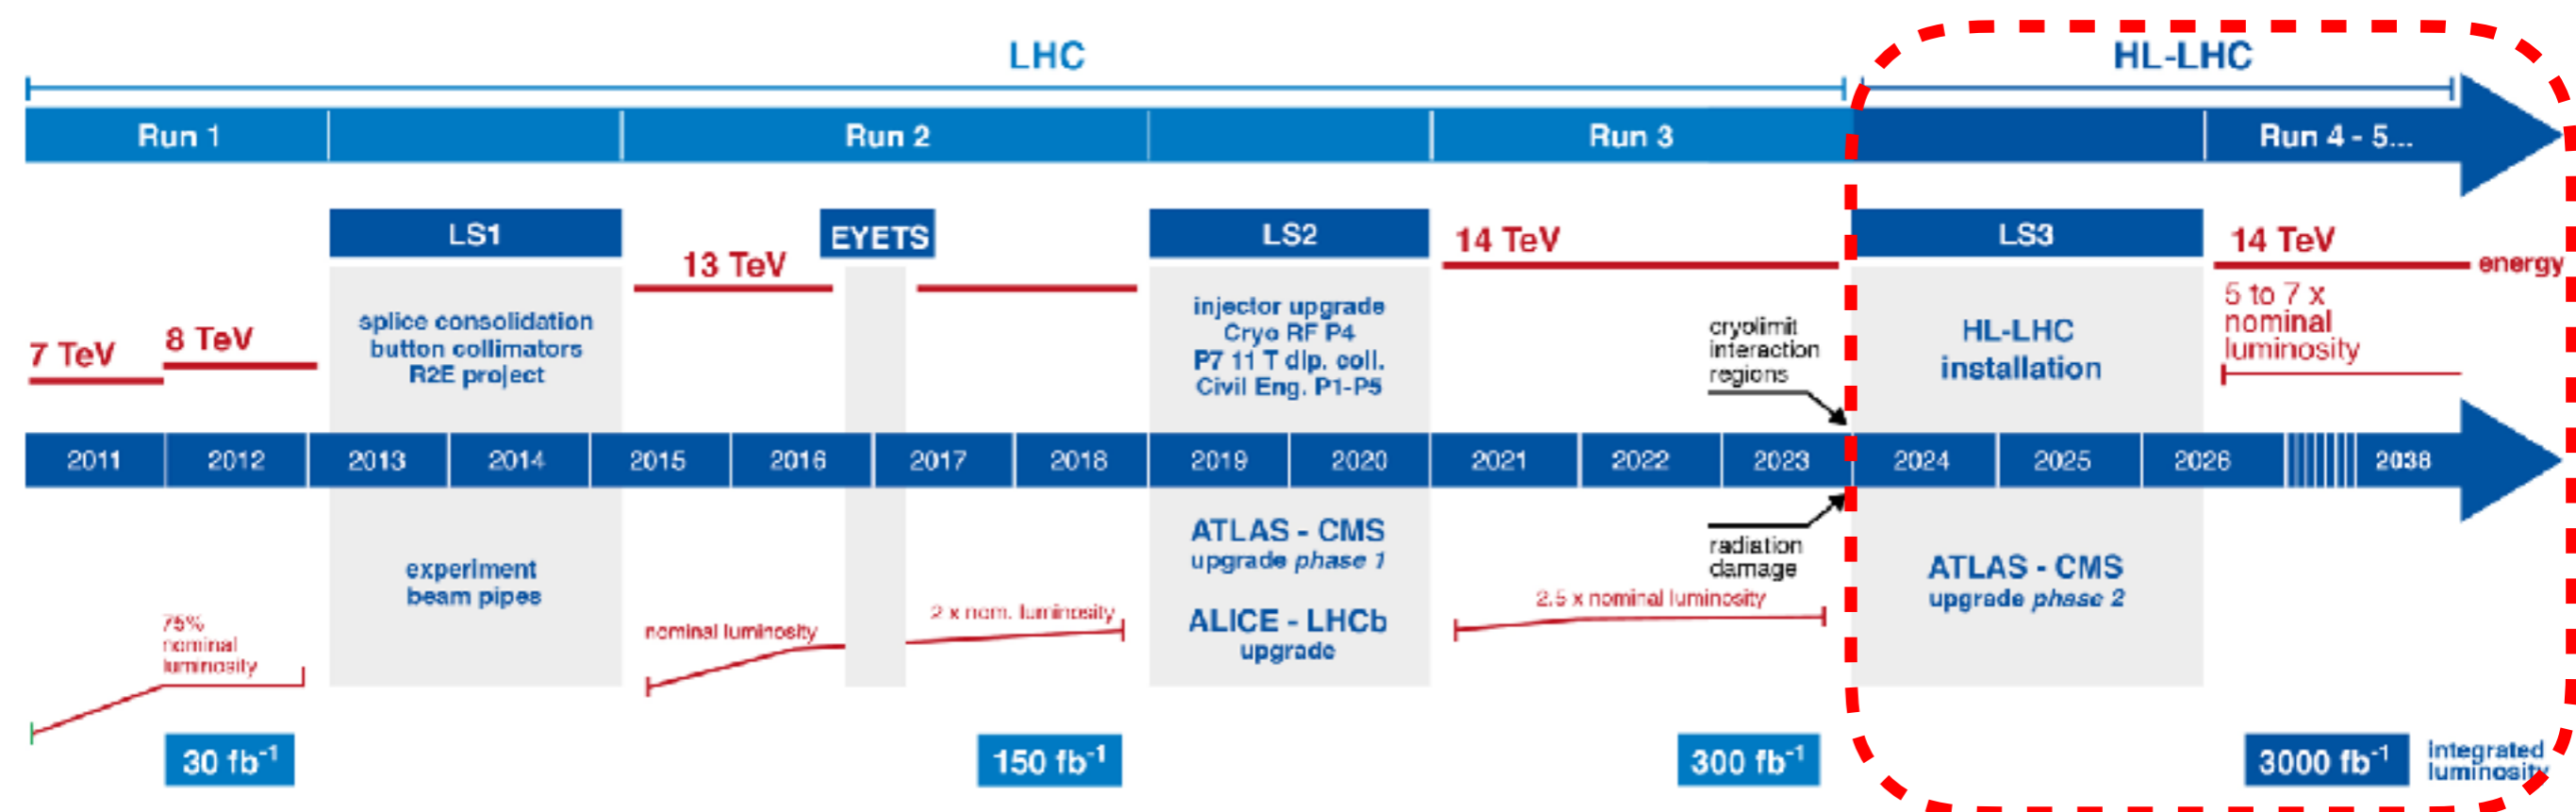 LHC
HL-LHC
Run 1
Run 2
Run 3
Run 4 - 5...
LS1
EYETS
LS2
LS3
7 TeV
8 TeV
13 TeV
14 TeV
14 TeV
energy
splice consolidation
button collimators
R2E project
injector upgrade
Cryo RF P4
P7 11 T dip. coll.
Civil Eng. P1-P5
cryolimit
interaction
regions
HL-LHC
installation
5 to 7 x
nominal
luminosity
2011
2012
2013
2014
2015
2016
2017
2018
2019
2020
2021
2022
2023
2024
2025
2026
2038
75%
nominal
luminosity
experiment
beam pipes
nominal luminosity
2 x nom. luminosity
ATLAS - CMS
upgrade phase 1
ALICE - LHCb
upgrade
radiation
damage
2.5 x nominal luminosity
ATLAS - CMS
upgrade phase 2
30 fb⁻¹
150 fb⁻¹
300 fb⁻¹
3000 fb⁻¹
integrated
luminosity